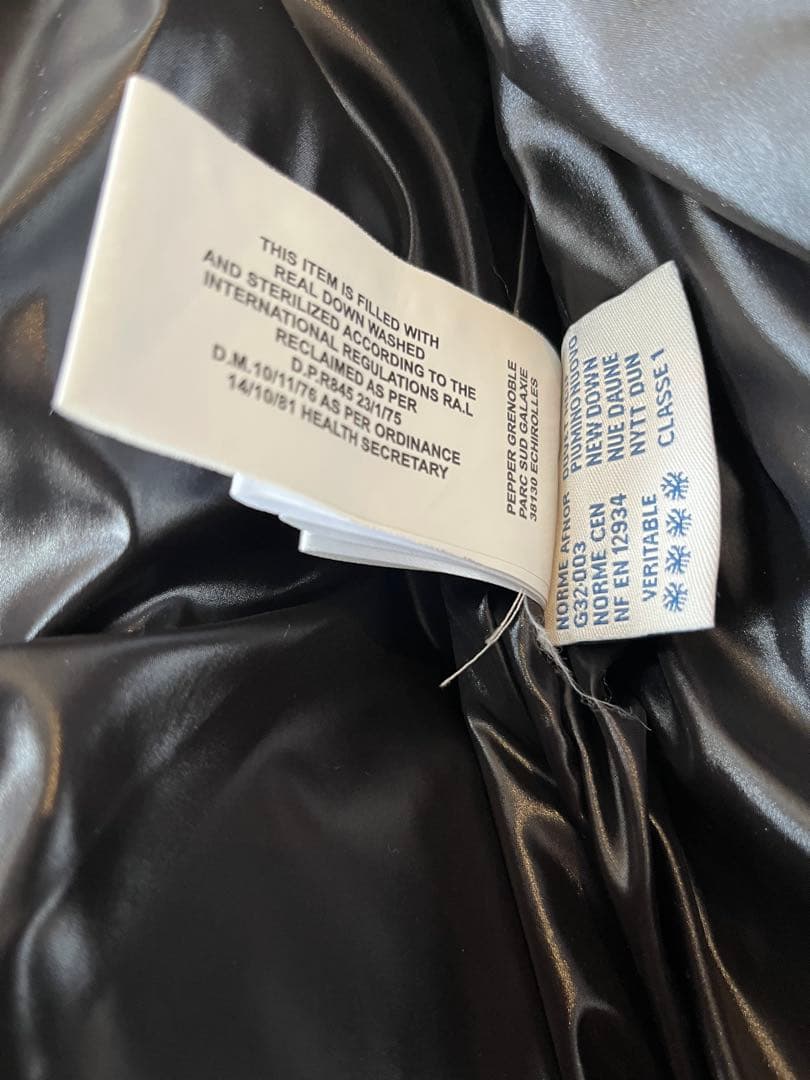 THIS ITEM IS FILLED WITH
REAL DOWN WASHED
AND STERILIZED ACCORDING TO THE
INTERNATIONAL REGULATIONS RA.L
RECLAIMED AS PER
D.P.R845 23/1/75
D.M.10/11/76 AS PER ORDINANCE
14/10/81 HEALTH SECRETARY
PEPPER GRENOBLE
PARC SUD GALAXIE
38130 ECHIROLLES
NORME AFNOR
G32-003
NORME CEN
NF EN 12934
VERITABLE
PIUMINO NUOVO
NEW DOWN
NUE DAUNE
NYTT DUN
CLASSE 1